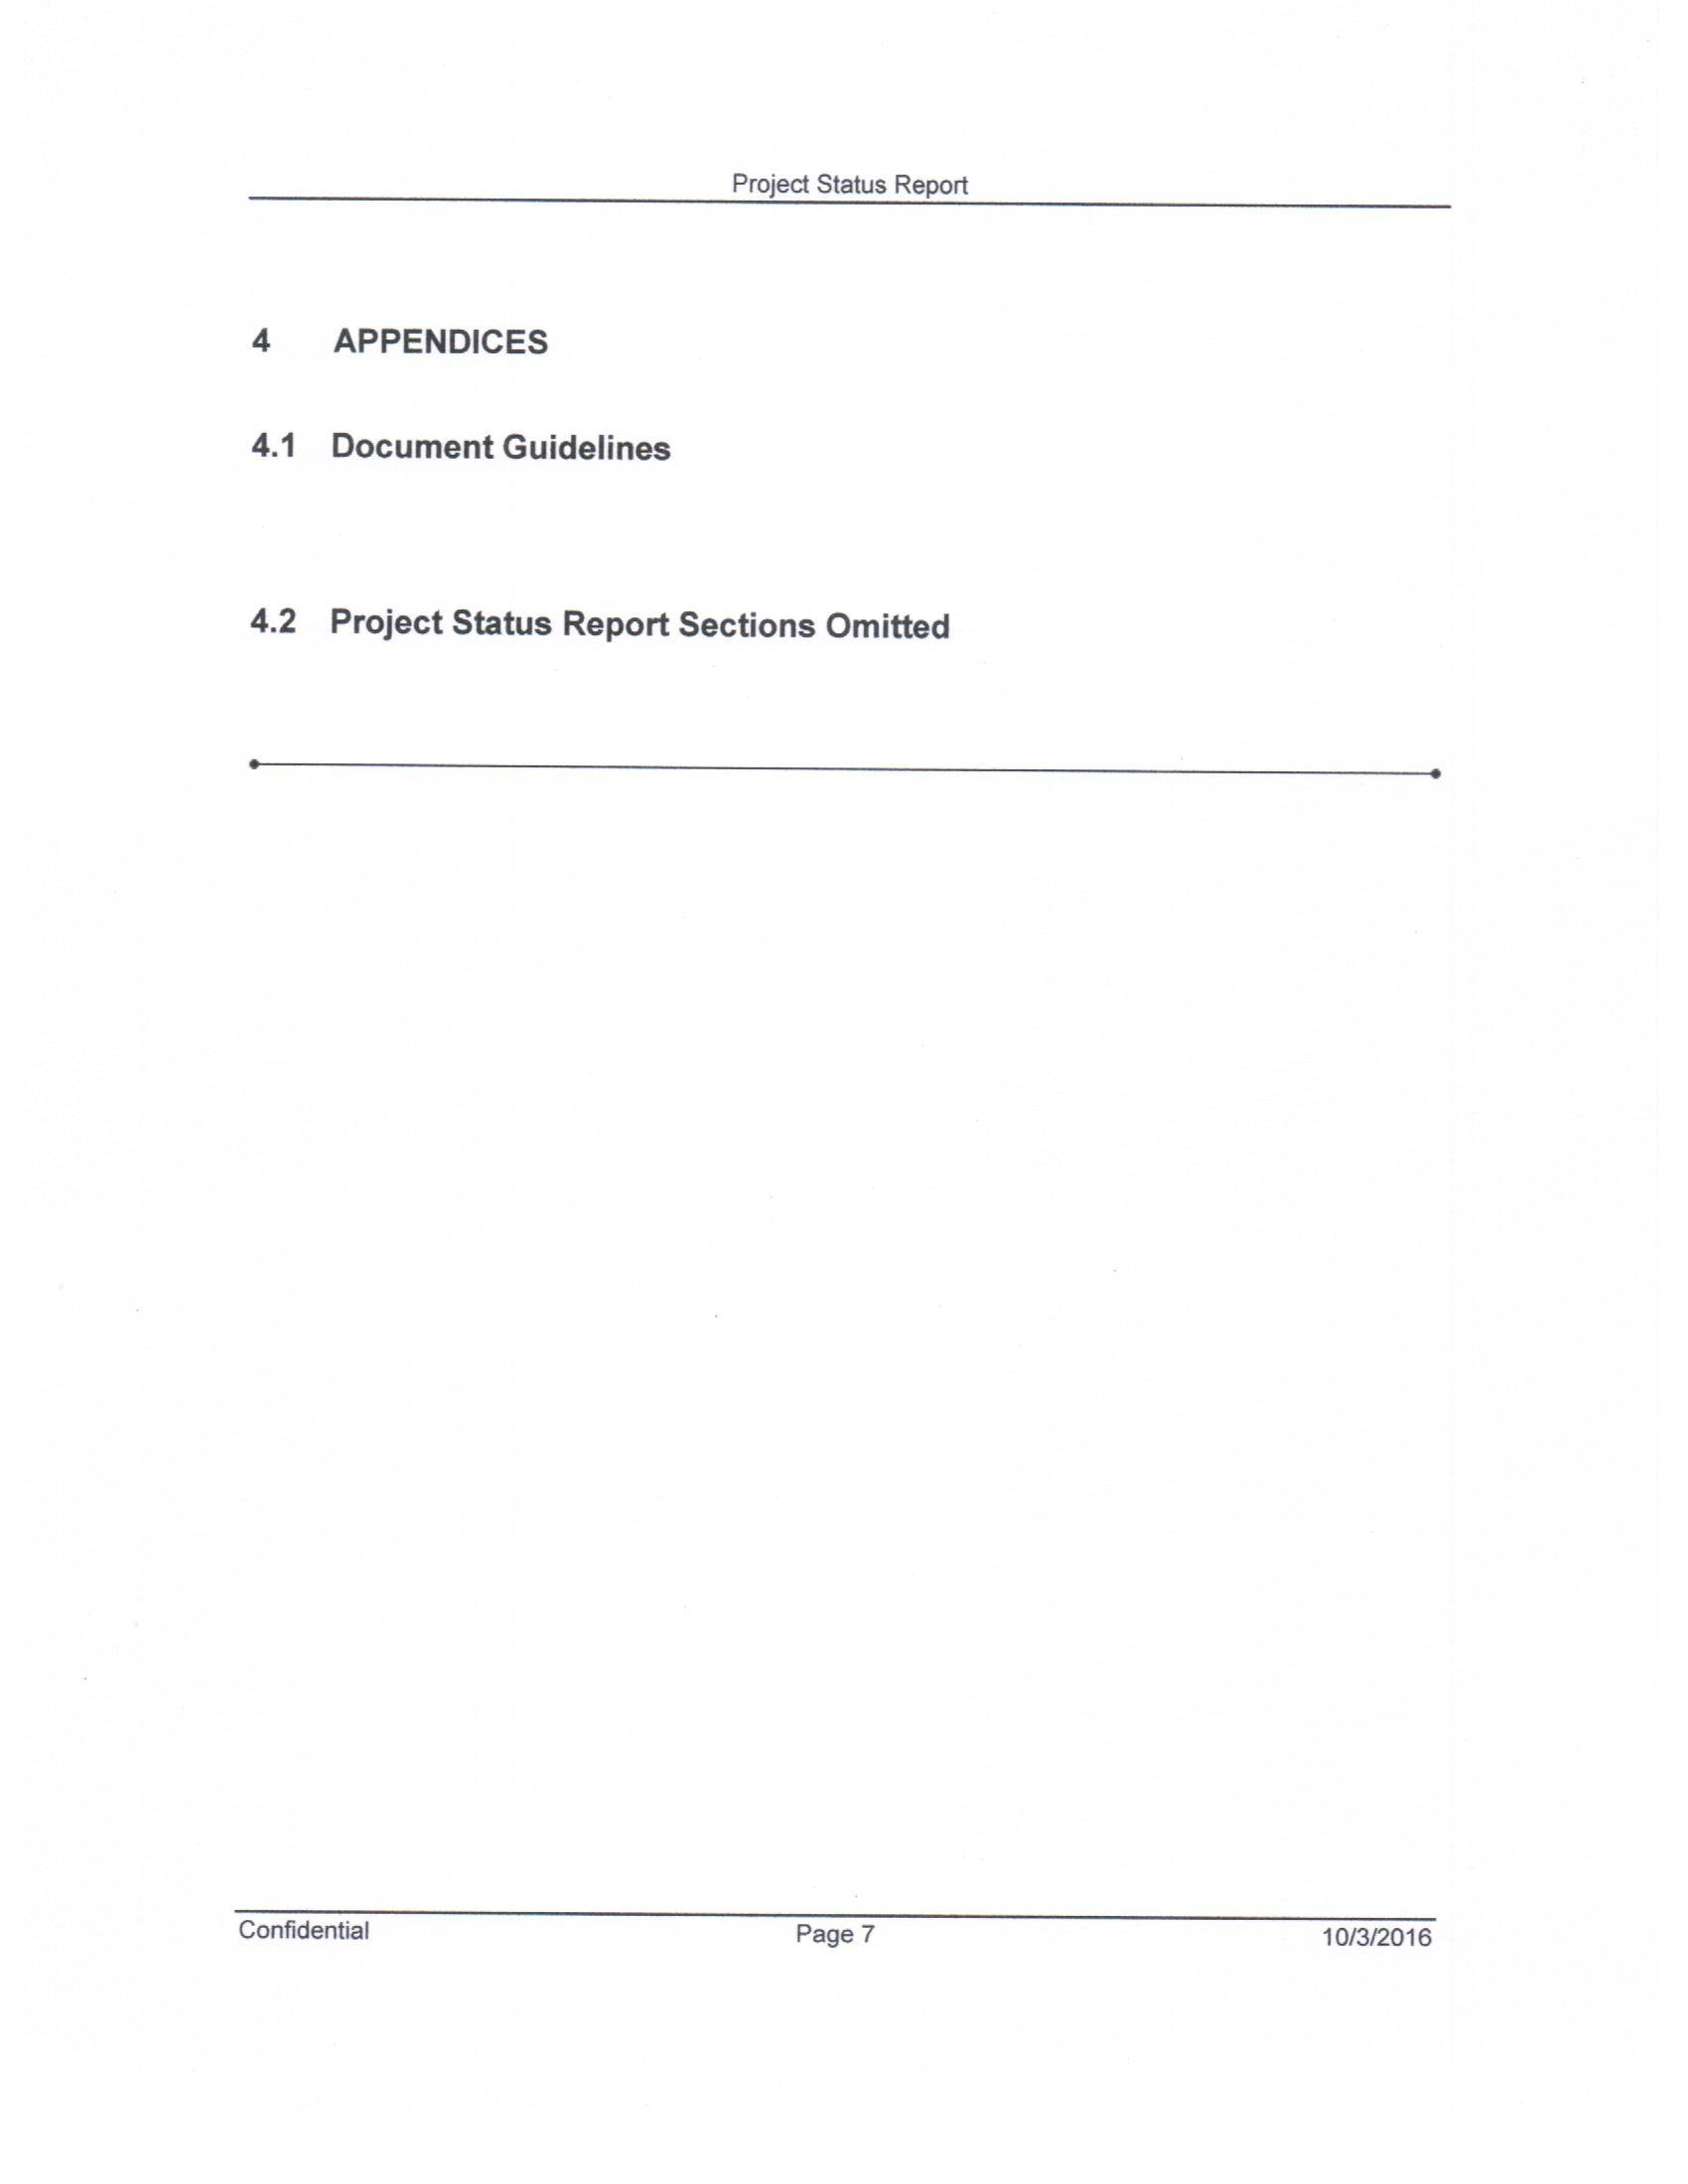 Project Status Report
4 APPENDICES
4.1 Document Guidelines
4.2 Project Status Report Sections Omitted
Confidential Page 7 10/3/2016